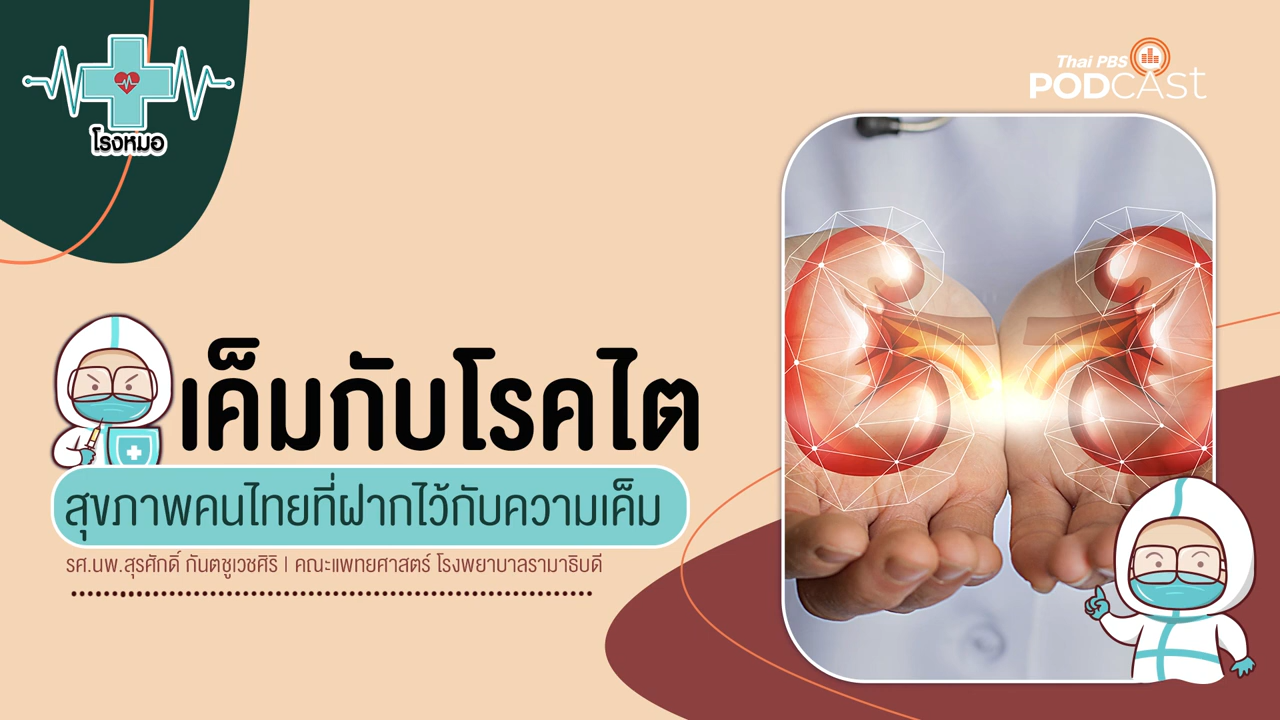 โรงหมอ
Thai PBS
PODCAST
เค็มกับโรคไต
สุขภาพคนไทยที่ฝากไว้กับความเค็ม
รศ.นพ.สุรศักดิ์ กันตชูเวชศิริ | คณะแพทยศาสตร์ โรงพยาบาลรามาธิบดี